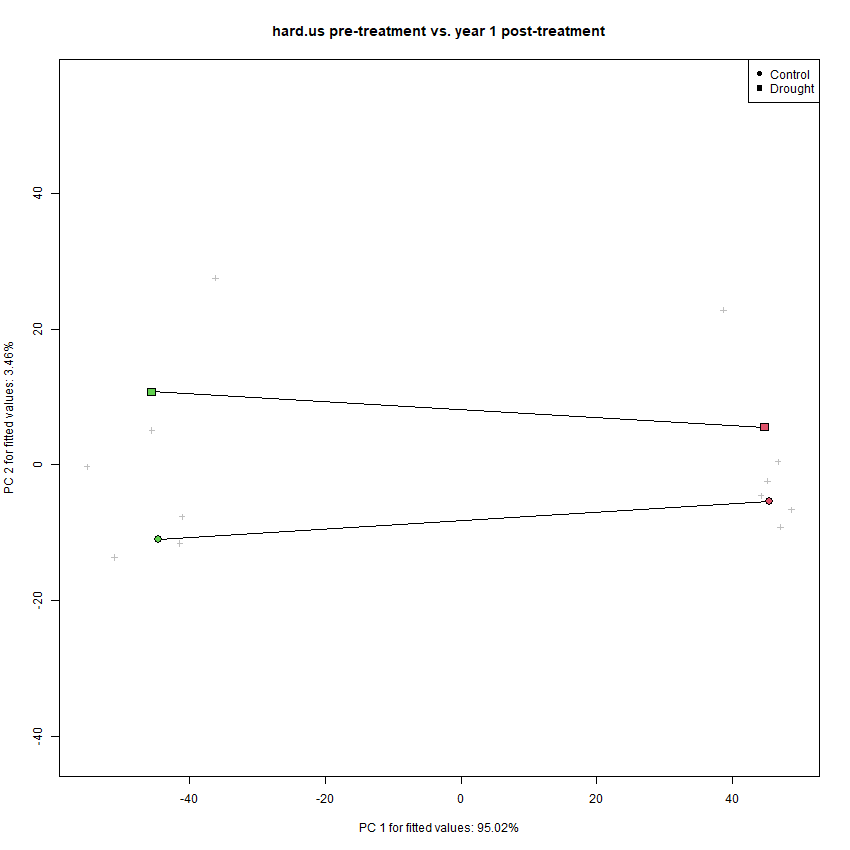 hard.us pre-treatment vs. year 1 post-treatment
Control
Drought
40
20
0
-20
-40
PC 2 for fitted values: 3.46%
-40
-20
0
20
40
PC 1 for fitted values: 95.02%